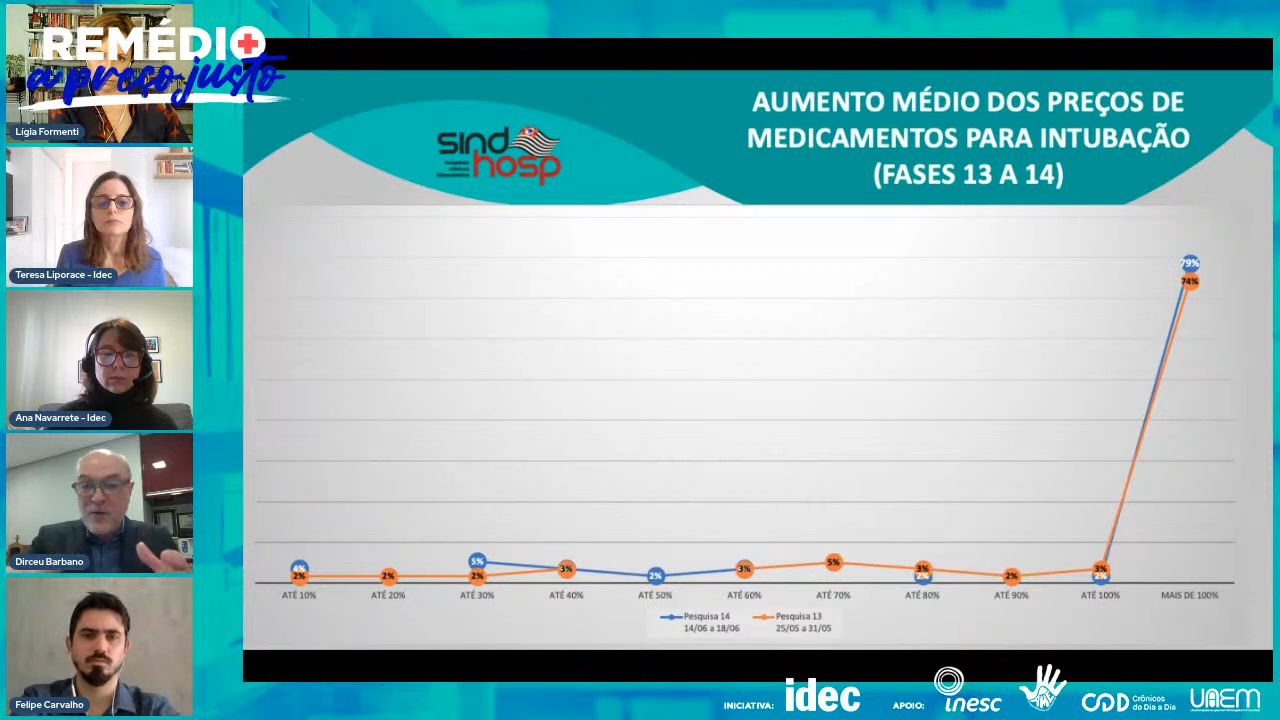 REMÉDIO
a preço justo
Lígia Formenti
Teresa Liporace - Idec
Ana Navarrete - Idec
Dirceu Barbano
Felipe Carvalho
sind
hosp
AUMENTO MÉDIO DOS PREÇOS DE
MEDICAMENTOS PARA INTUBAÇÃO
(FASES 13 A 14)
79%
74%
4%
2%
2%
5%
2%
3%
2%
3%
5%
3%
2%
2%
3%
2%
ATÉ 10%
ATÉ 20%
ATÉ 30%
ATÉ 40%
ATÉ 50%
ATÉ 60%
ATÉ 70%
ATÉ 80%
ATÉ 90%
ATÉ 100%
MAIS DE 100%
Pesquisa 14
14/06 a 18/06
Pesquisa 13
25/05 a 31/05
INICIATIVA:
idec
APOIO:
inesc
Crônicos
do Dia a Dia
UAEM